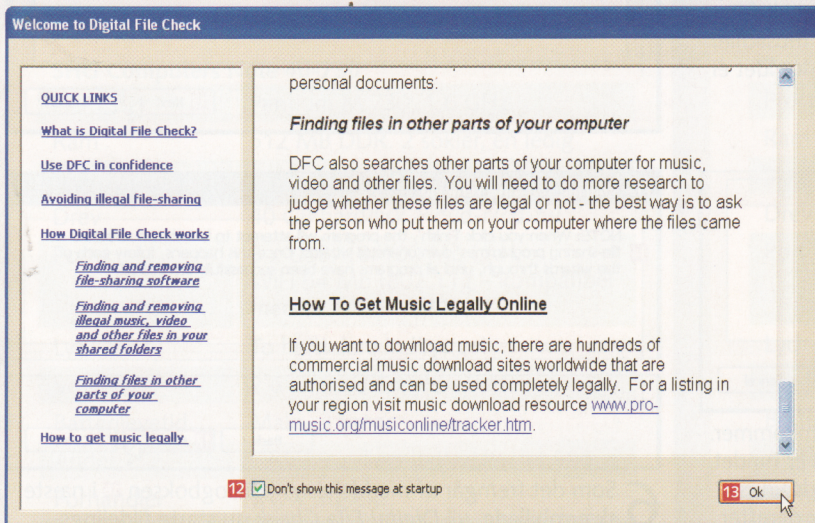 Welcome to Digital File Check
QUICK LINKS
What is Digital File Check?
Use DFC in confidence
Avoiding illegal file-sharing
How Digital File Check works
Finding and removing
file-sharing software
Finding and removing
illegal music, video
and other files in your
shared folders
Finding files in other
parts of your
computer
How to get music legally
personal documents:
Finding files in other parts of your computer
DFC also searches other parts of your computer for music,
video and other files. You will need to do more research to
judge whether these files are legal or not - the best way is to ask
the person who put them on your computer where the files came
from.
How To Get Music Legally Online
If you want to download music, there are hundreds of
commercial music download sites worldwide that are
authorised and can be used completely legally. For a listing in
your region visit music download resource www.pro-
music.org/musiconline/tracker.htm.
12 Don't show this message at startup
13 Ok